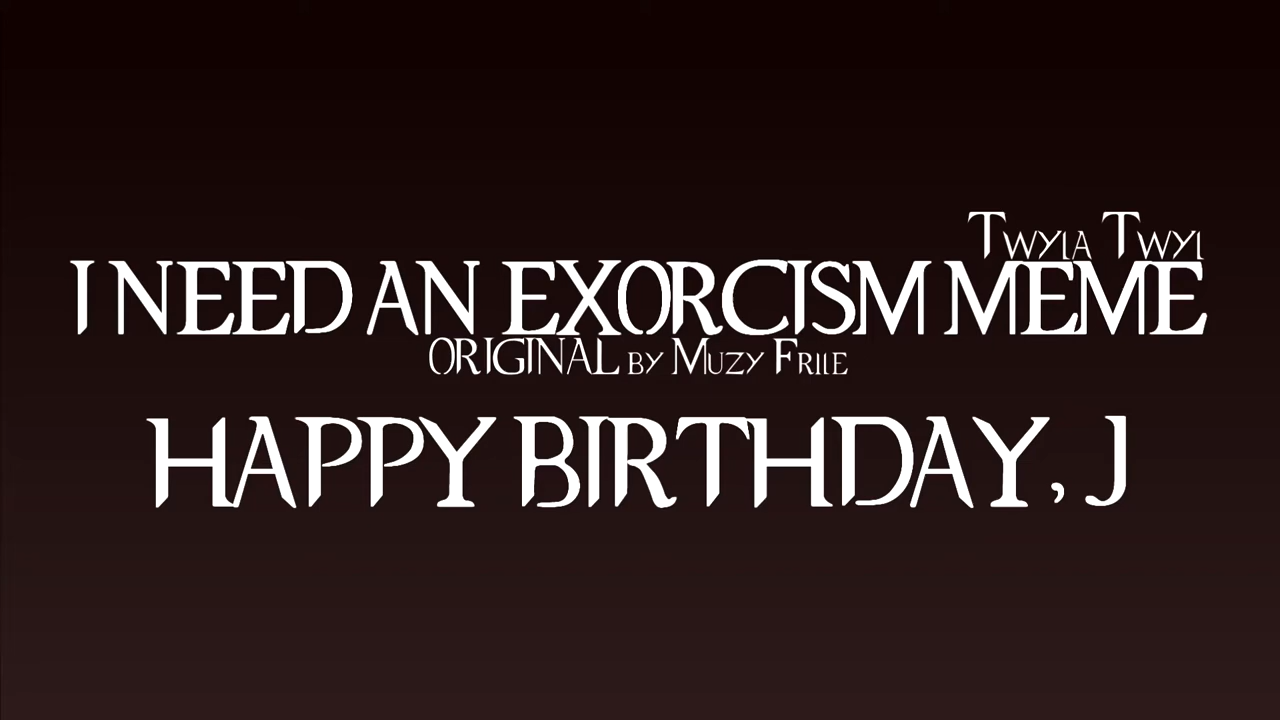 Twyla Twyl
I NEED AN EXORCISM MEME
ORIGINAL BY MUZY FRIIE
HAPPY BIRTHDAY, J